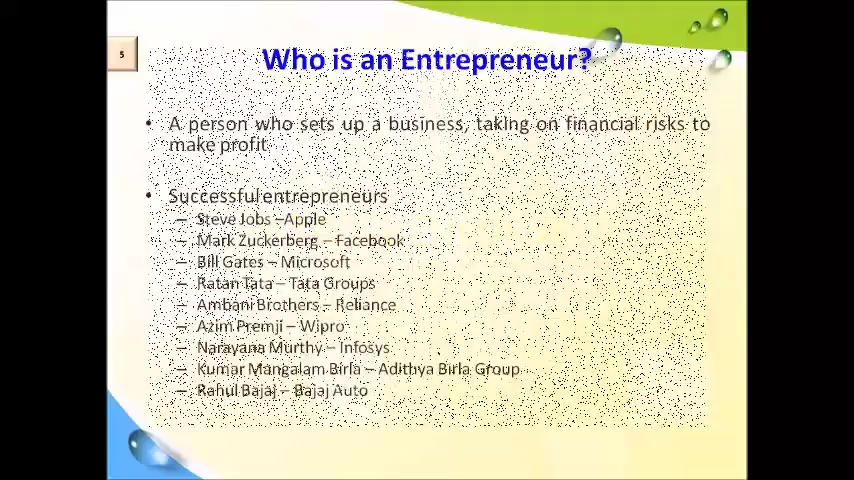 5
Who is an Entrepreneur?
• A person who sets up a business, taking on financial risks to
make profit
• Successful entrepreneurs
– Steve Jobs –Apple
– Mark Zuckerberg – Facebook
– Bill Gates – Microsoft
– Ratan Tata – Tata Groups
– Ambani Brothers – Reliance
– Azim Premji – Wipro
– Narayana Murthy – Infosys
– Kumar Mangalam Birla – Adithya Birla Group
– Rahul Bajaj – Bajaj Auto